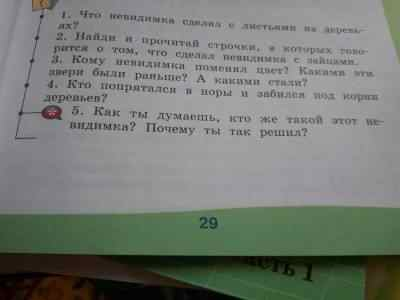 1. Что невидимка сделал с листьями на деревь-
ях?
2. Найди и прочитай строчки, в которых гово-
рится о том, что сделал невидимка с зайцами.
3. Кому невидимка поменял цвет? Какими эти
звери были раньше? А какими стали?
4. Кто попрятался в норы и забился под корни
деревьев?
5. Как ты думаешь, кто же такой этот не-
видимка? Почему ты так решил?
29
сть 1